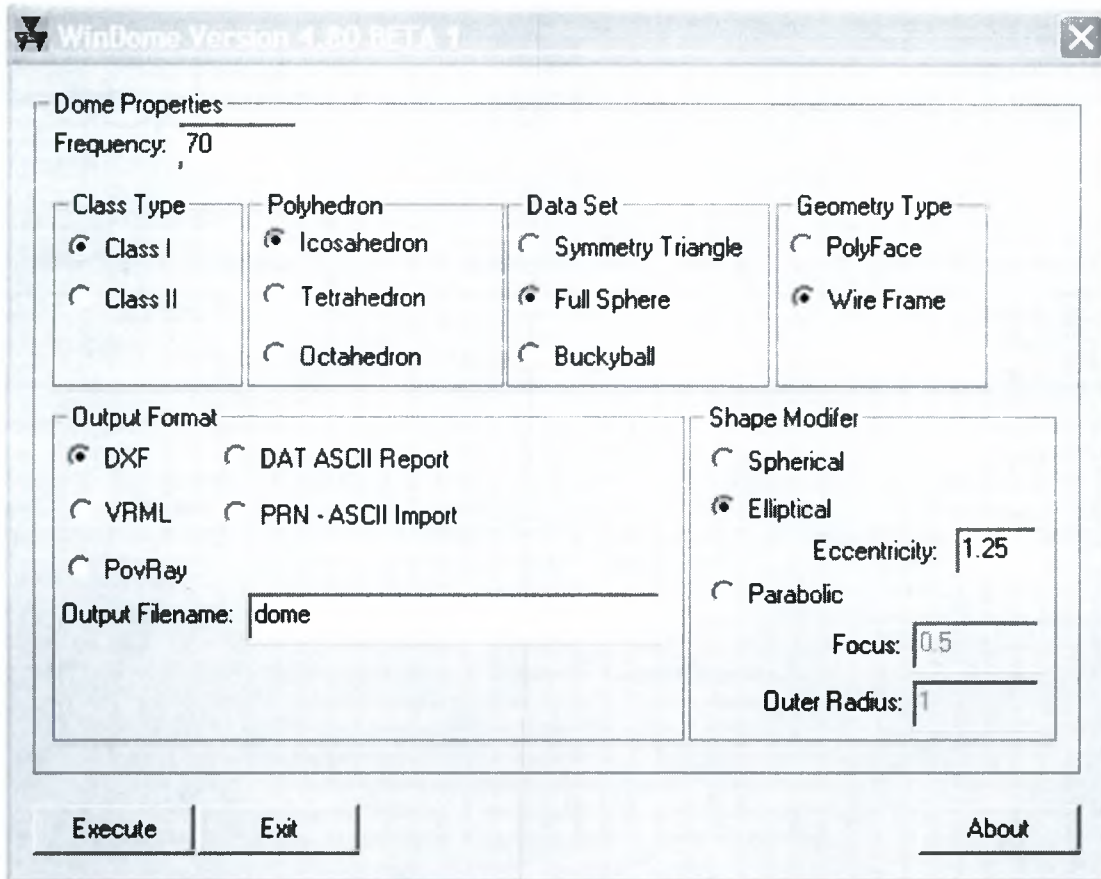 WinDome Version 4.80 BETA 1
Dome Properties
Frequency: 70
Class Type
Class I
Class II
Polyhedron
Icosahedron
Tetrahedron
Octahedron
Data Set
Symmetry Triangle
Full Sphere
Buckyball
Geometry Type
PolyFace
Wire Frame
Output Format
DXF
DAT ASCII Report
VRML
PRN - ASCII Import
PovRay
Output Filename: dome
Shape Modifer
Spherical
Elliptical
Eccentricity: 1.25
Parabolic
Focus: 0.5
Outer Radius: 1
Execute
Exit
About